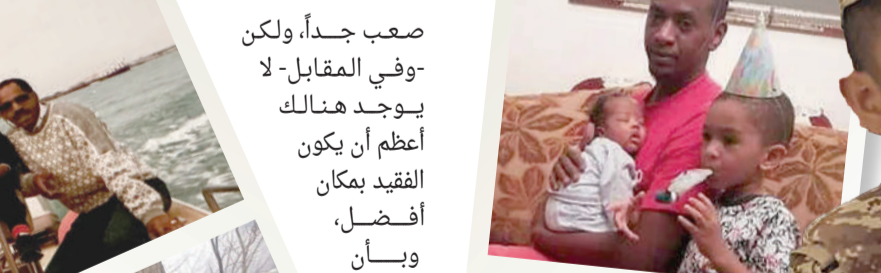 صعب جداً، ولكن
-وفي المقابل- لا
يوجد هنالك
أعظم أن يكون
الفقيد بمكان
أفضل،
وبأن